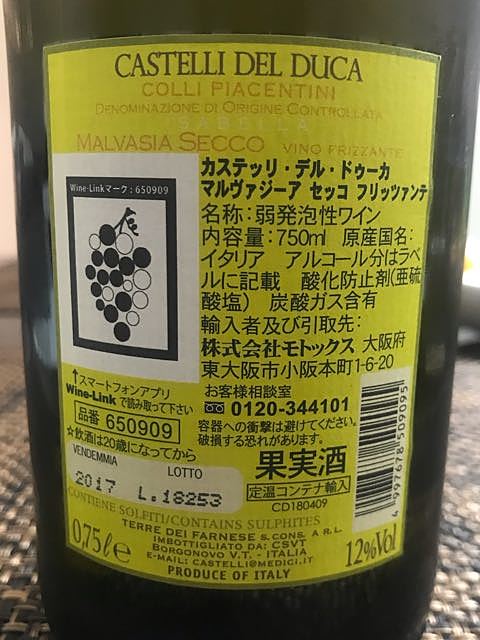 CASTELLI DEL DUCA
COLLI PIACENTINI
DENOMINAZIONE DI ORIGINE CONTROLLATA
ISABELLA
MALVASIA SECCO VINO FRIZZANTE
カステッリ・デル・ドゥーカ
マルヴァジーア セッコ フリッツァンテ
Wine-Linkマーク:650909
名称:弱発泡性ワイン
内容量:750ml 原産国名:
イタリア アルコール分はラベ
ルに記載 酸化防止剤(亜硫
酸塩) 炭酸ガス含有
輸入者及び引取先:
株式会社モトックス 大阪府
東大阪市小阪本町1-6-20
↑スマートフォンアプリ
Wine-Linkで読み取って下さい
品番 650909
☆飲酒は20歳になってから
お客様相談室
0120-344101
容器への衝撃は避けてください。
破損する恐れがあります。
果実酒
定温コンテナ輸入
CD180409
4 997678 509095
VENDEMMIA LOTTO
2017 L.18253
CONTIENE SOLFITI/CONTAINS SULPHITES
0,75 l e
TERRE DEI FARNESE S. CONS. A R.L.
IMBOTTIGLIATO DA: CSVT
BORGONOVO V.T. - ITALIA
E-MAIL: CASTELLI@MEDICI.IT
12%Vol
PRODUCE OF ITALY